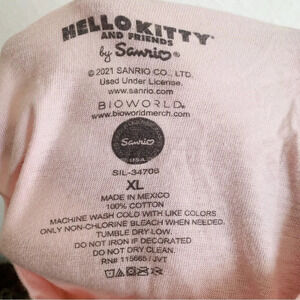 HELLO KITTY
AND FRIENDS
by Sanrio
© 2021 SANRIO CO., LTD.
Used Under License.
www.sanrio.com
BIOWORLD®
www.bioworldmerch.com
Sanrio
USA
SIL-34706
XL
MADE IN MEXICO
100% COTTON
MACHINE WASH COLD WITH LIKE COLORS
ONLY NON-CHLORINE BLEACH WHEN NEEDED.
TUMBLE DRY LOW.
DO NOT IRON IF DECORATED
DO NOT DRY CLEAN.
RN# 115665 / JVT